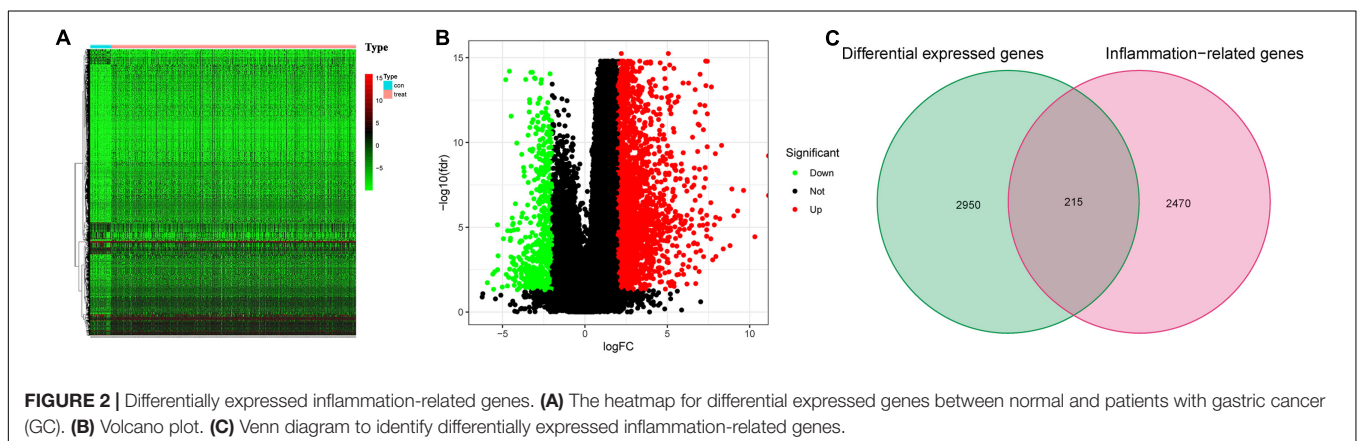 A
Type
15
10
5
0
−5
Type
con
treat
B
15
10
5
0
−log10(fdr)
−5
0
5
10
logFC
Significant
Down
Not
Up
C
Differential expressed genes
Inflammation-related genes
2950
215
2470
FIGURE 2 | Differentially expressed inflammation-related genes. (A) The heatmap for differential expressed genes between normal and patients with gastric cancer
(GC). (B) Volcano plot. (C) Venn diagram to identify differentially expressed inflammation-related genes.